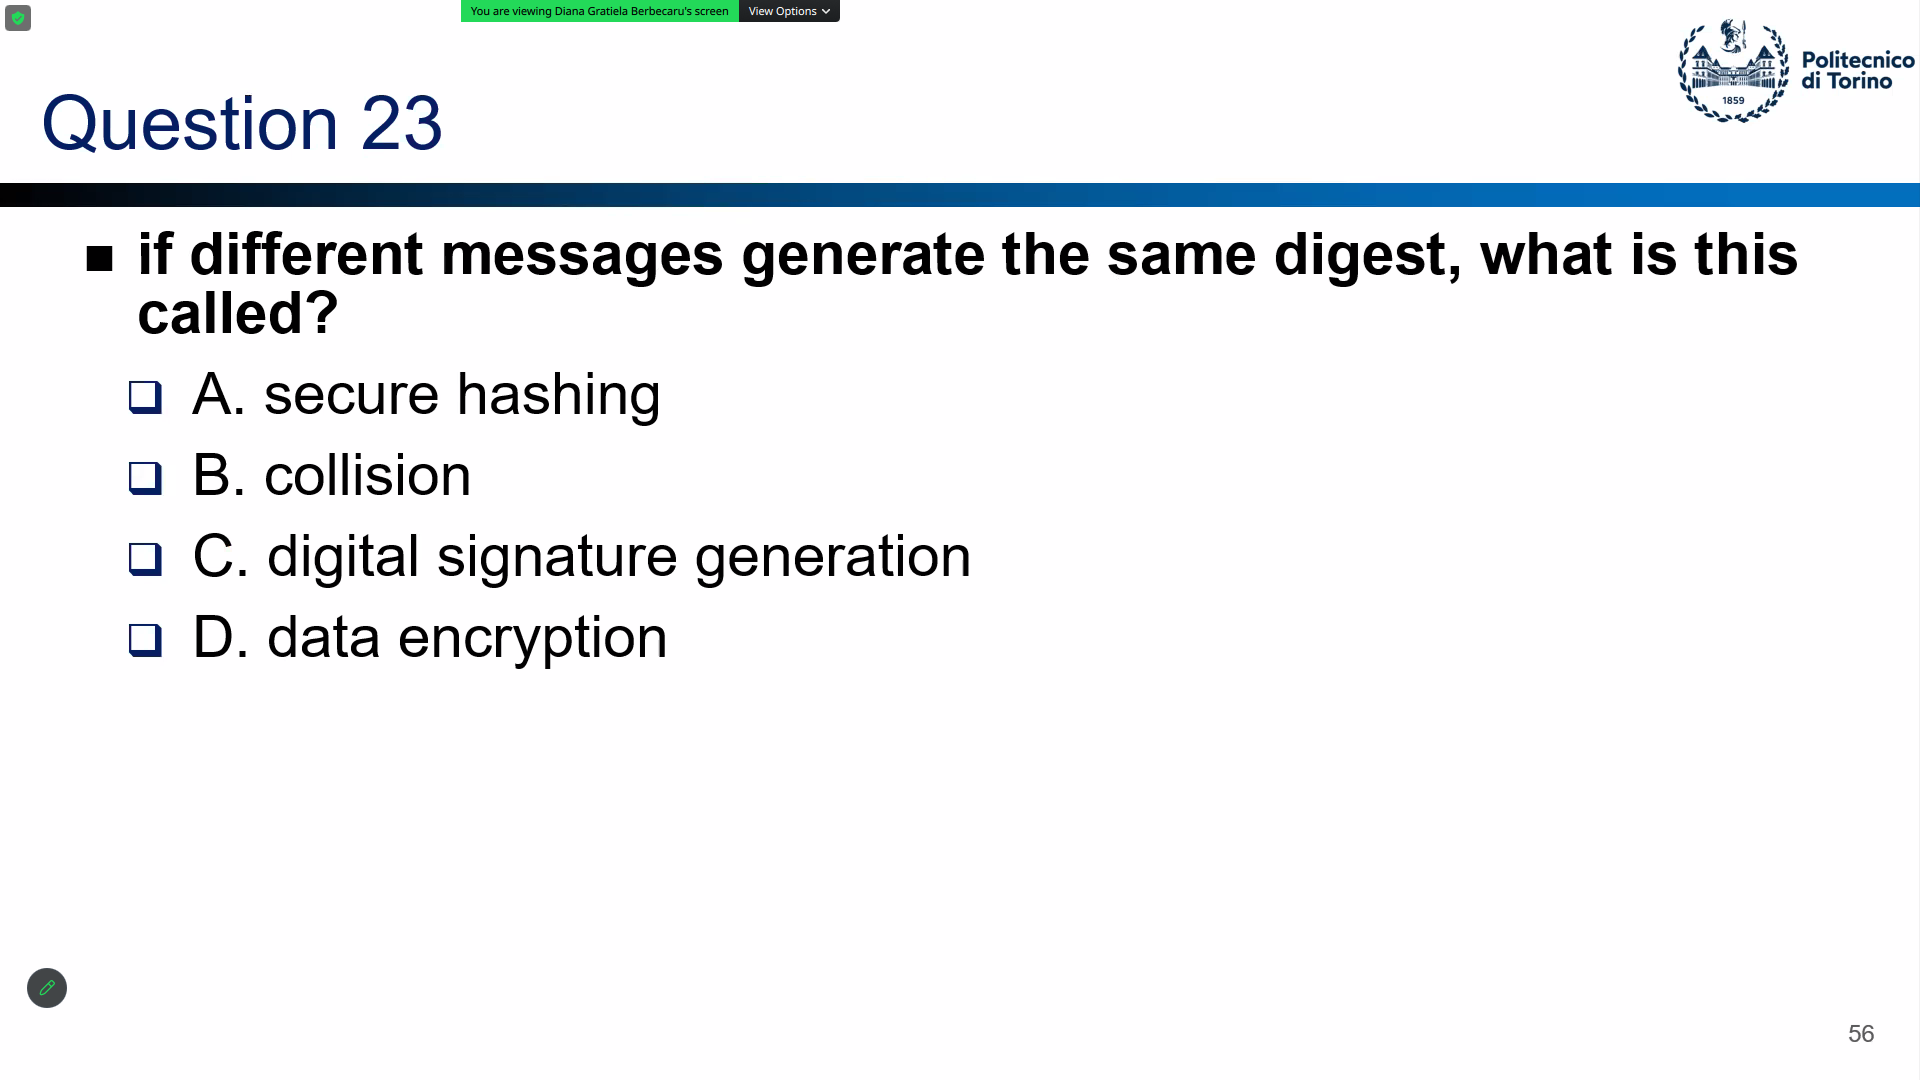 You are viewing Diana Gratiela Berbecaru's screen
View Options
Politecnico
di Torino
1859
Question 23
if different messages generate the same digest, what is this
called?
A. secure hashing
B. collision
C. digital signature generation
D. data encryption
56